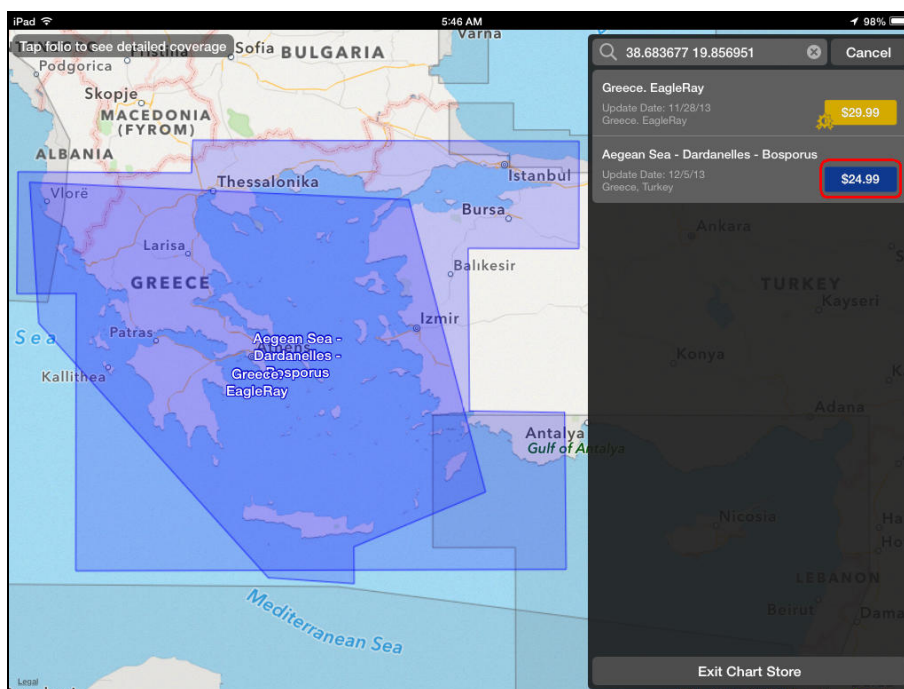 iPad
5:46 AM
98%
Tap folio to see detailed coverage
Sofia
BULGARIA
Varna
Podgorica
Skopje
MACEDONIA
(FYROM)
ALBANIA
Vlorë
Thessalonika
Istanbul
Bursa
Larisa
Balıkesir
GREECE
Izmir
Sea
Patras
Aegean Sea -
Dardanelles -
Bosporus
Athens
Greece.
EagleRay
Kallithea
Antalya
Gulf of Antalya
Mediterranean Sea
Legal
38.683677 19.856951
Cancel
Greece. EagleRay
Update Date: 11/28/13
Greece. EagleRay
$29.99
Aegean Sea - Dardanelles - Bosporus
Update Date: 12/5/13
Greece, Turkey
$24.99
Ankara
TURKEY
Kayseri
Konya
Adana
Nicosia
LEBANON
Beirut
Dama
Exit Chart Store